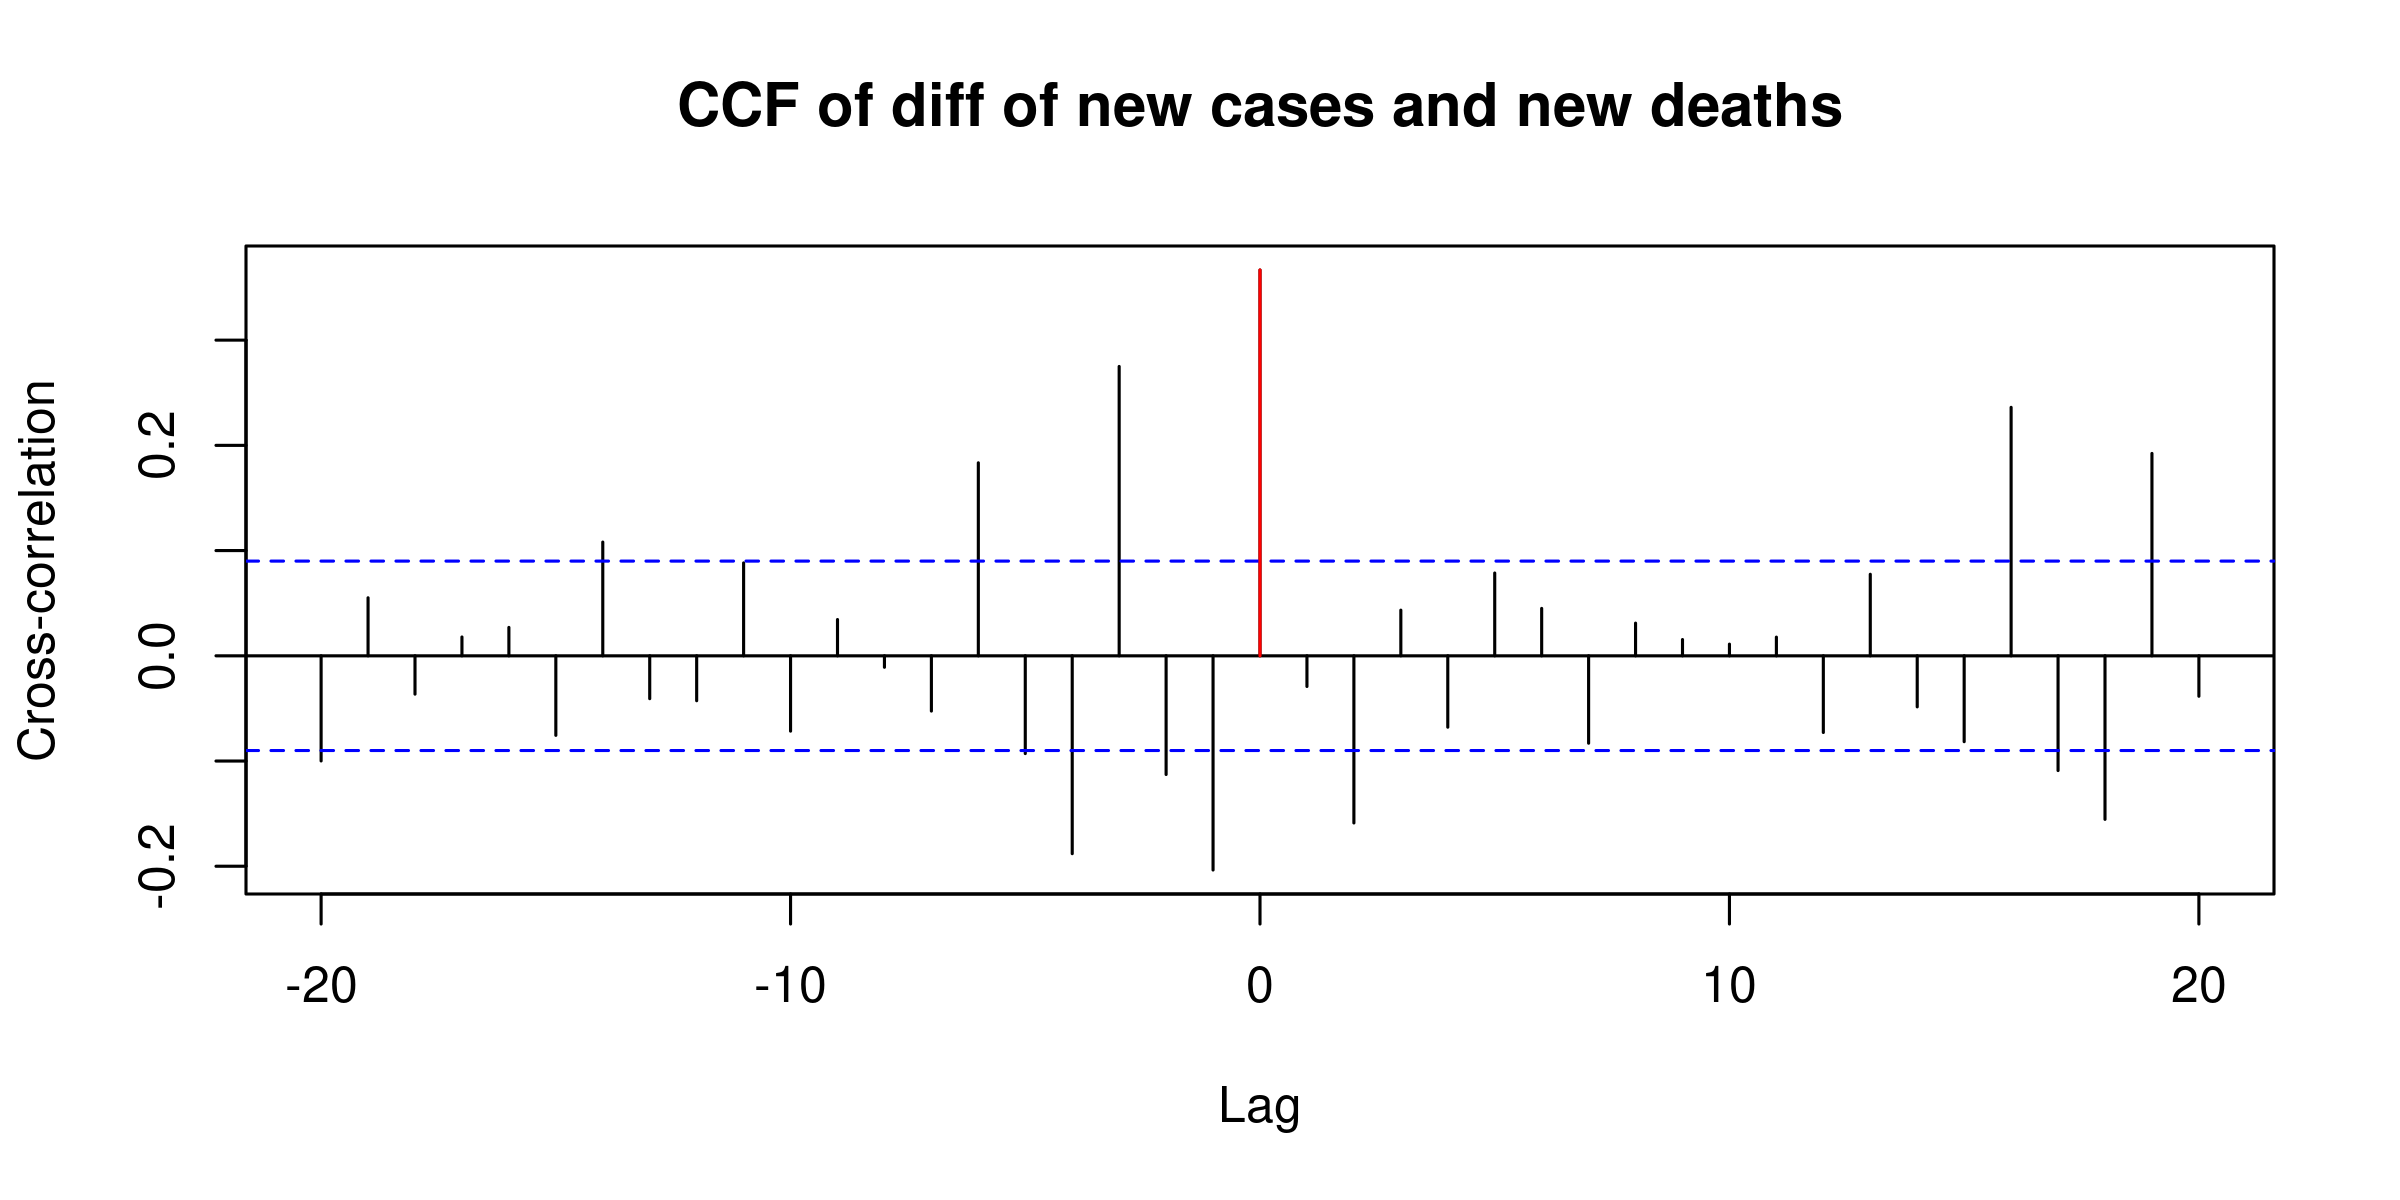 CCF of diff of new cases and new deaths
Cross-correlation
0.2
0.0
-0.2
-20 -10 0 10 20
Lag